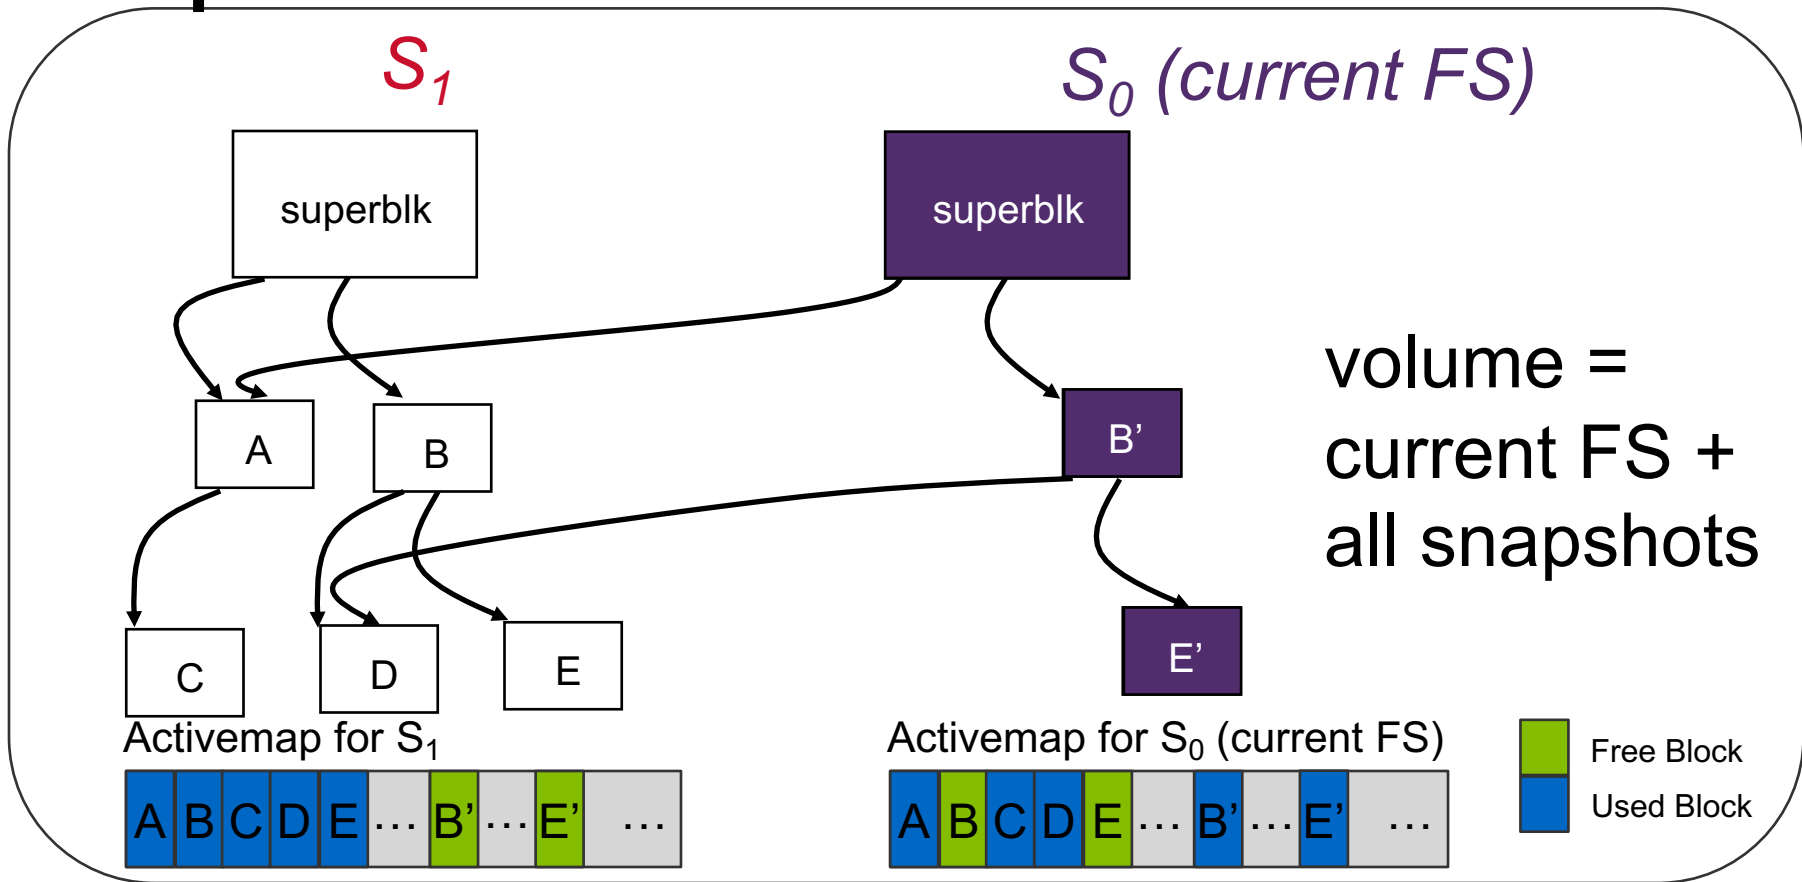 S1
S0 (current FS)
superblk
superblk
A
B
B’
volume =
current FS +
all snapshots
C
D
E
E’
Activemap for S1
Activemap for S0 (current FS)
A B C D E ... B’ ... E’ ...
A B C D E ... B’ ... E’ ...
Free Block
Used Block